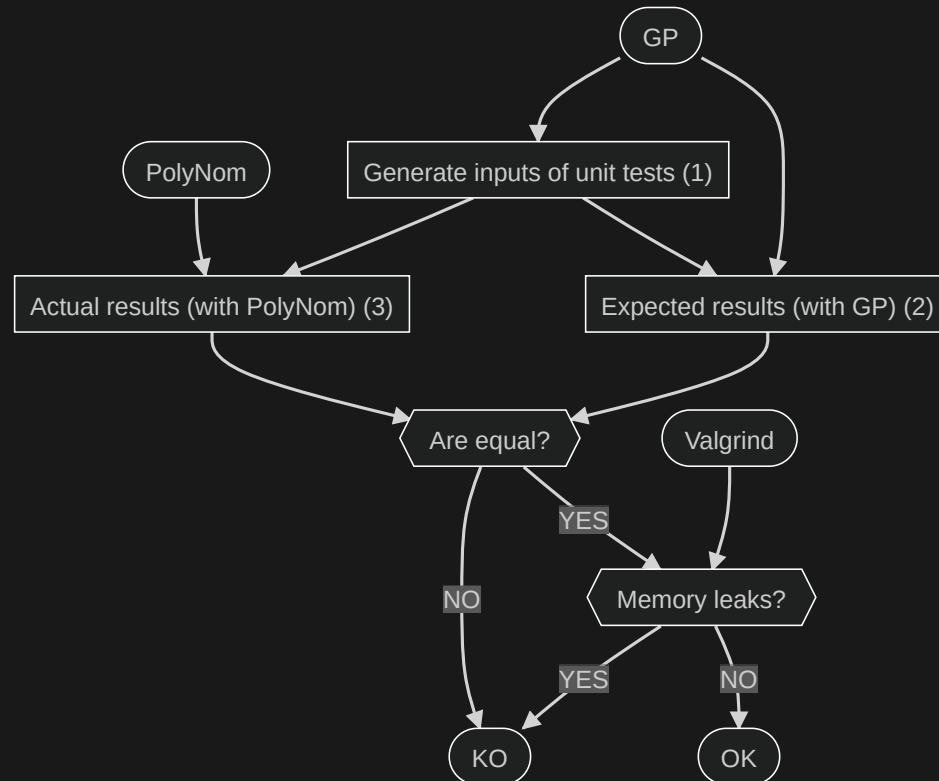 GP
PolyNom
Generate inputs of unit tests (1)
Actual results (with PolyNom) (3)
Expected results (with GP) (2)
Are equal?
Valgrind
YES
NO
Memory leaks?
YES
NO
KO
OK